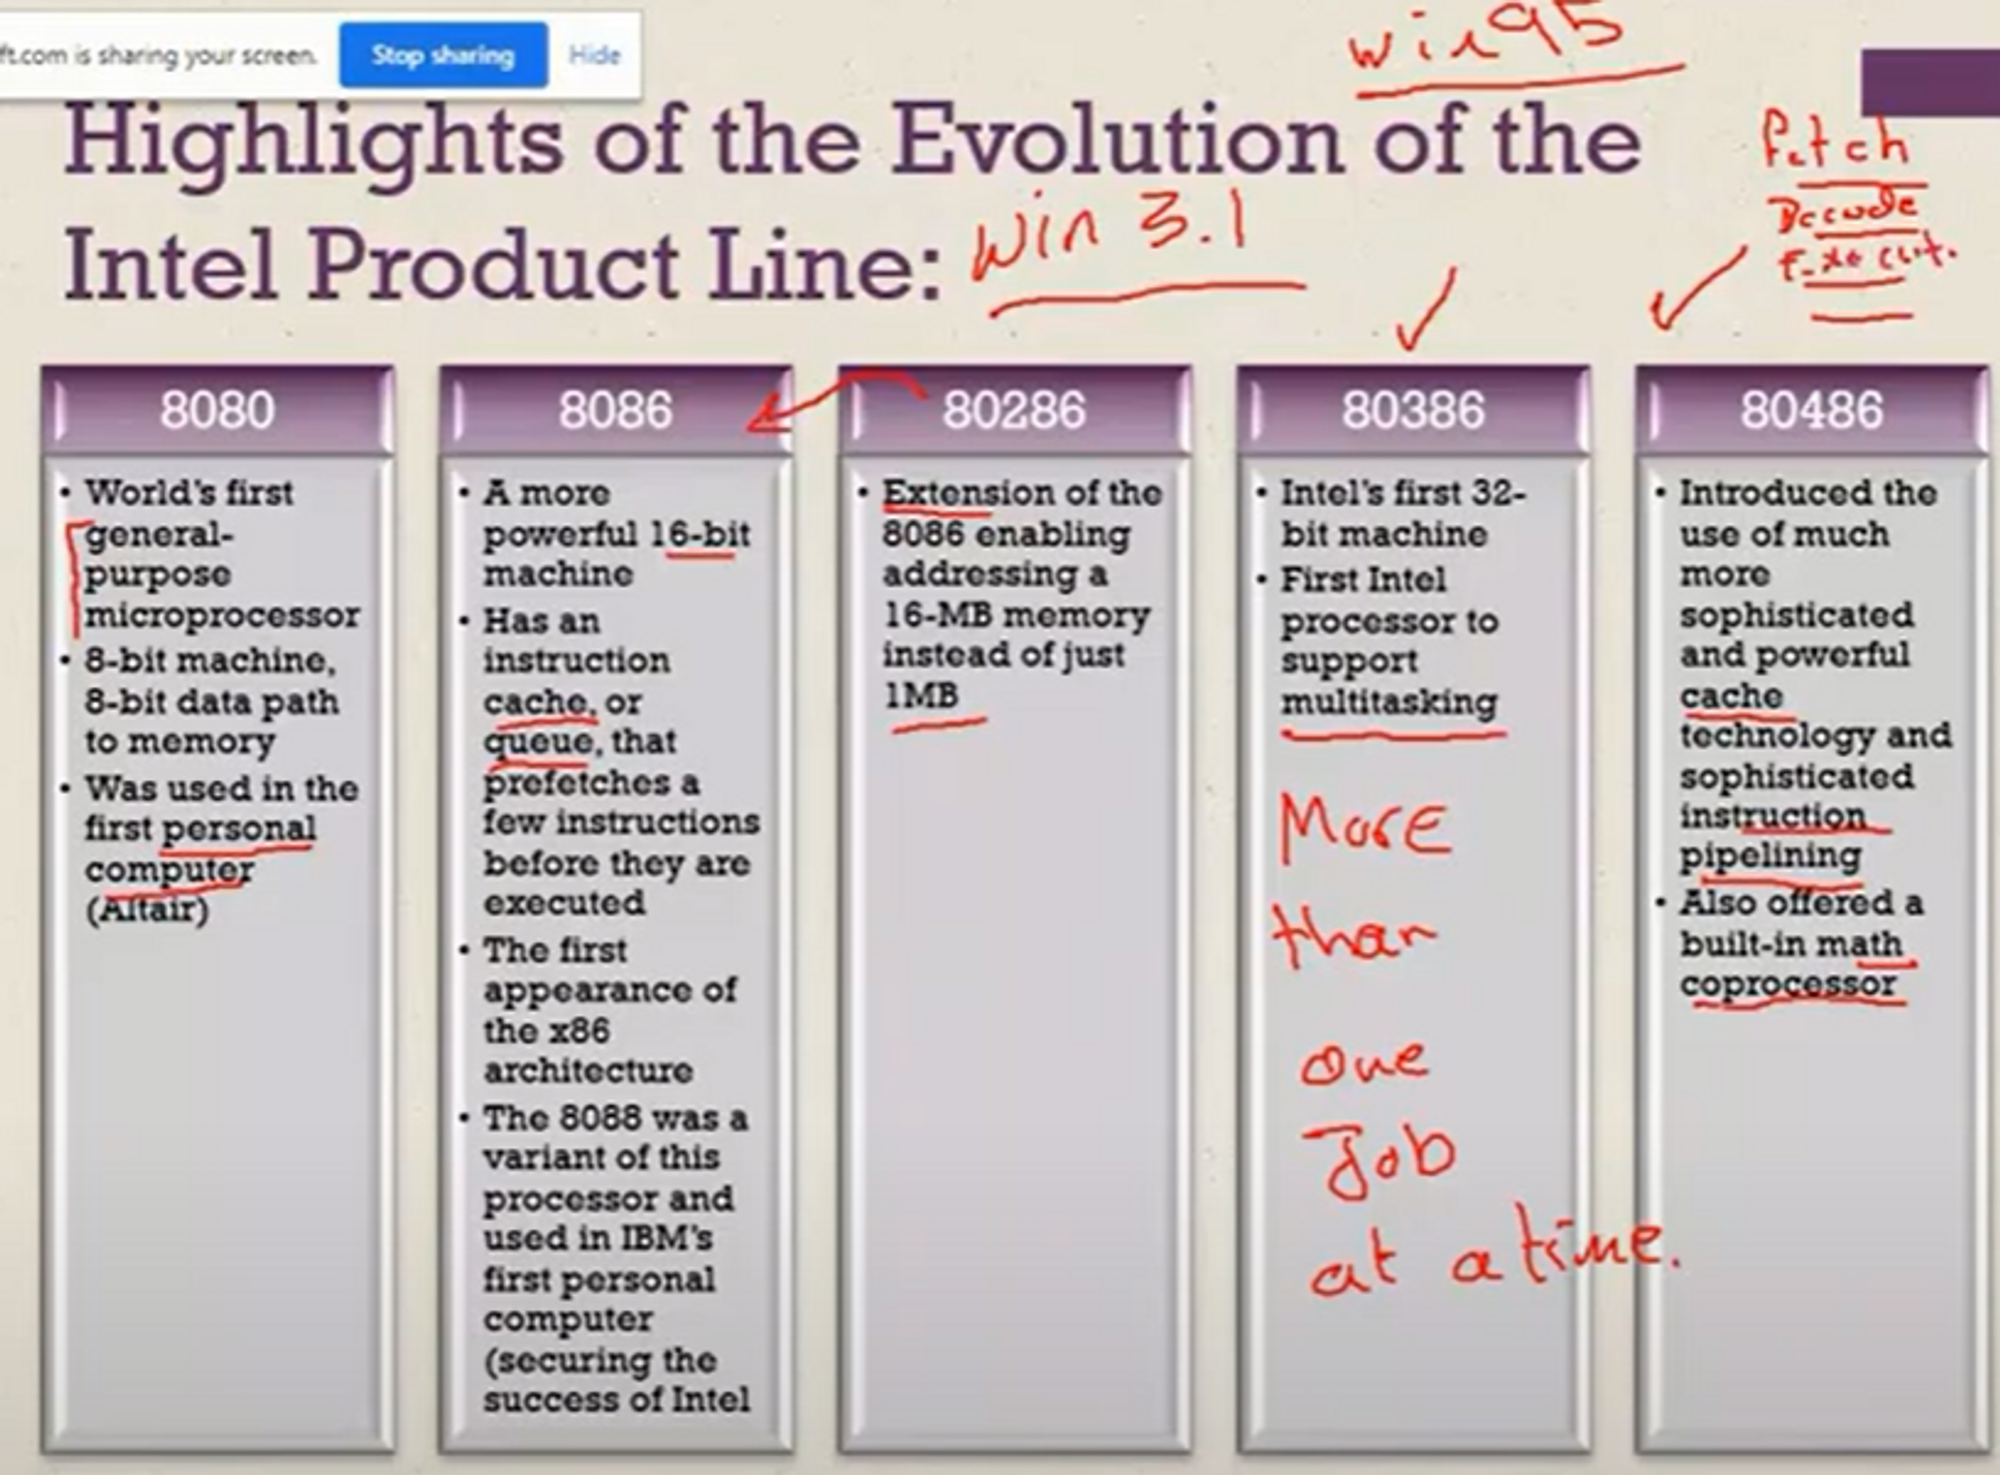 ft.com is sharing your screen.
Stop sharing
Hide
win95
Highlights of the Evolution of the
Intel Product Line:
Win 3.1
Fetch
Decode
Execut.
8080
• World's first
general-
purpose
microprocessor
• 8-bit machine,
8-bit data path
to memory
• Was used in the
first personal
computer
(Altair)
8086
• A more
powerful 16-bit
machine
• Has an
instruction
cache, or
queue, that
prefetches a
few instructions
before they are
executed
• The first
appearance of
the x86
architecture
• The 8088 was a
variant of this
processor and
used in IBM's
first personal
computer
(securing the
success of Intel
80286
• Extension of the
8086 enabling
addressing a
16-MB memory
instead of just
1MB
80386
• Intel's first 32-
bit machine
• First Intel
processor to
support
multitasking
More
than
one
Job
at a time.
80486
• Introduced the
use of much
more
sophisticated
and powerful
cache
technology and
sophisticated
instruction
pipelining
• Also offered a
built-in math
coprocessor